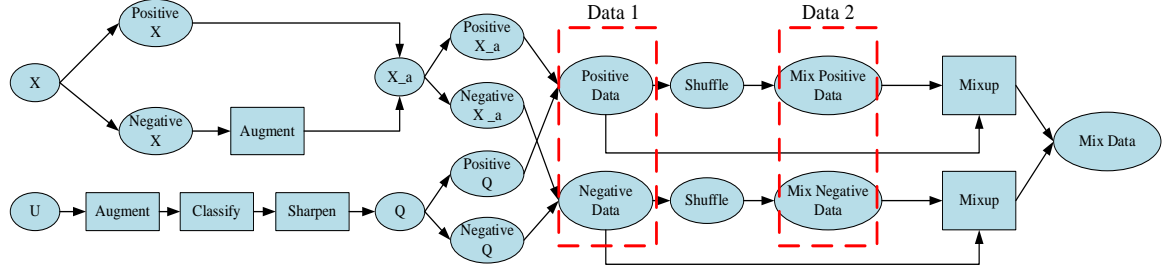 Data 1
Data 2
Positive
X
Positive
X_a
X
X_a
Positive
Data
Shuffle
Mix Positive
Data
Mixup
Negative
X
Augment
Negative
X_a
Mix Data
Positive
Q
U
Augment
Classify
Sharpen
Q
Negative
Data
Shuffle
Mix Negative
Data
Mixup
Negative
Q